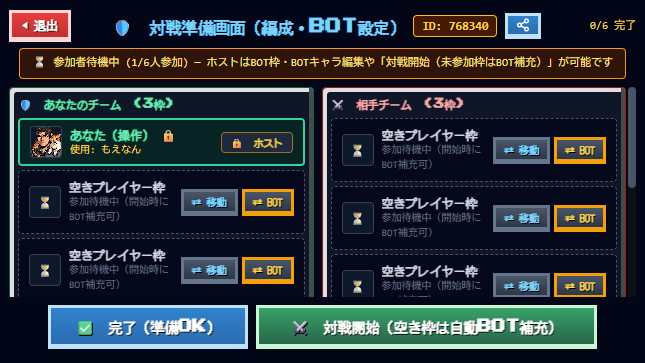 ◀ 退出
対戦準備画面（編成・BOT設定）
ID: 768340
0/6 完了
⏳ 参加者待機中 (1/6人参加) — ホストはBOT枠・BOTキャラ編集や「対戦開始（未参加枠はBOT補充）」が可能です
あなたのチーム （3枠）
あなた（操作） 🔒
使用: もえなん
🔒 ホスト
空きプレイヤー枠
参加待機中（開始時に
BOT補充可）
⇄ 移動
⇄ BOT
空きプレイヤー枠
参加待機中（開始時に
BOT補充可）
⇄ 移動
⇄ BOT
⚔ 相手チーム （3枠）
空きプレイヤー枠
参加待機中（開始時に
BOT補充可）
⇄ 移動
⇄ BOT
空きプレイヤー枠
参加待機中（開始時に
BOT補充可）
⇄ 移動
⇄ BOT
空きプレイヤー枠
参加待機中（開始時に
⇄ 移動
⇄ BOT
✅ 完了（準備OK）
⚔ 対戦開始（空き枠は自動BOT補充）